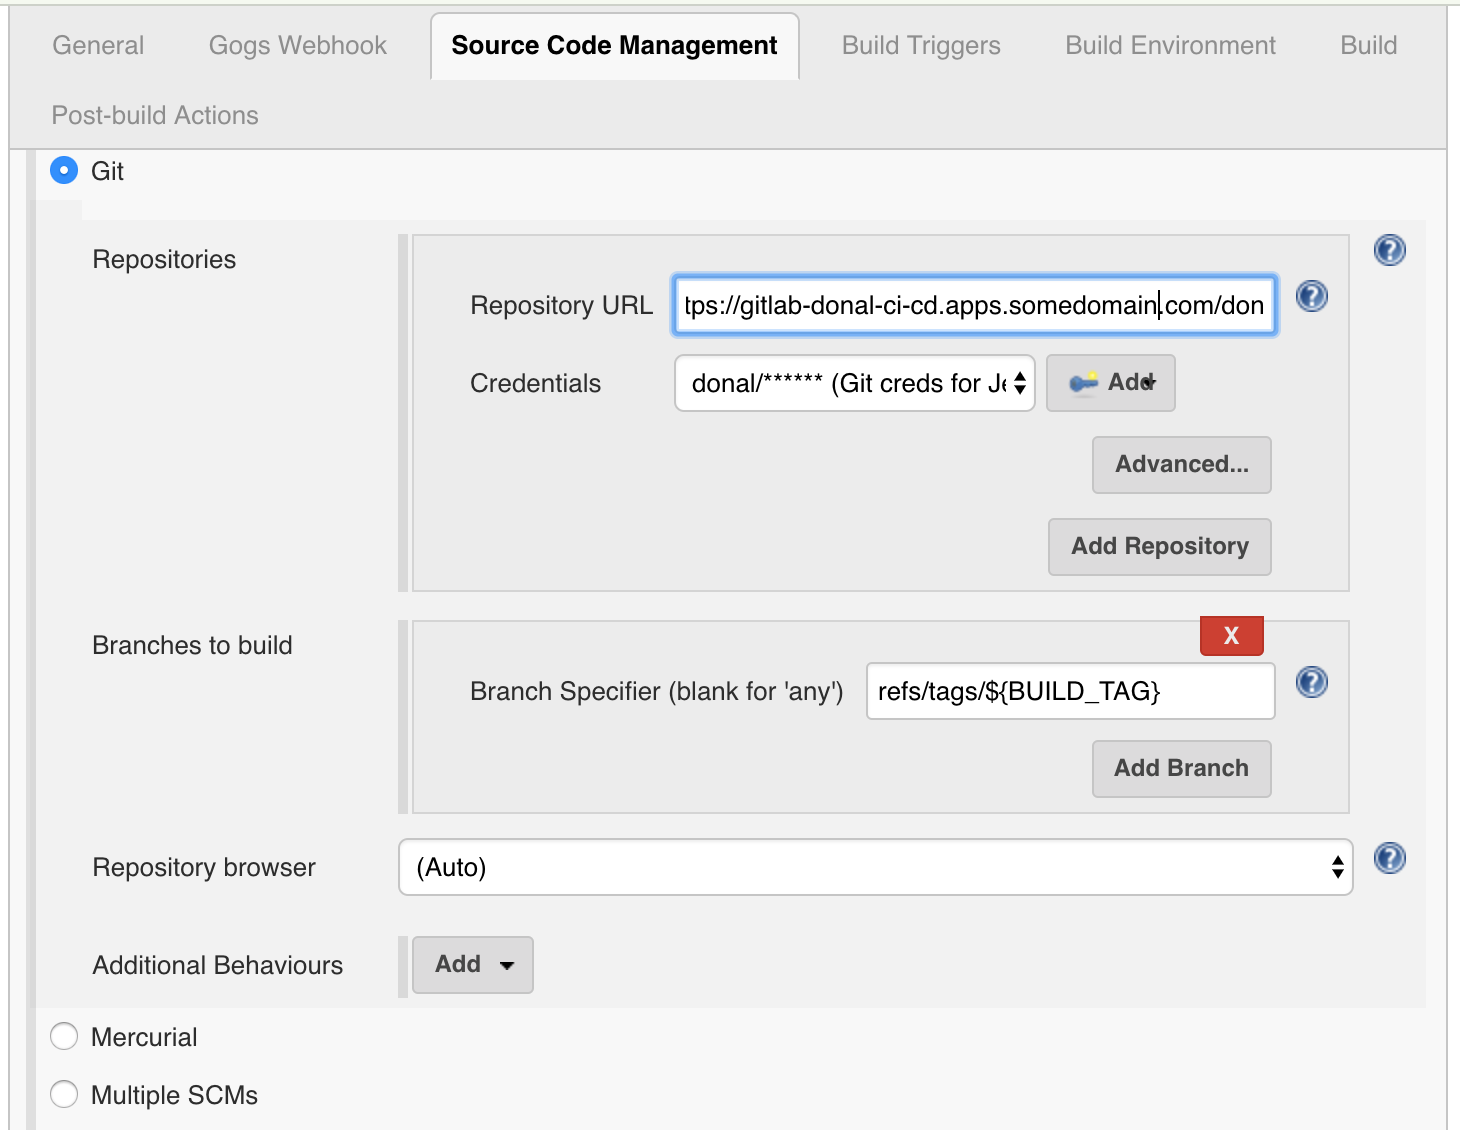 General Gogs Webhook Source Code Management Build Triggers Build Environment Build
Post-build Actions
Git
Repositories
Repository URL tps://gitlab-donal-ci-cd.apps.somedomain.com/don
Credentials donal/****** (Git creds for Je Add
Advanced...
Add Repository
Branches to build
X
Branch Specifier (blank for 'any') refs/tags/${BUILD_TAG}
Add Branch
Repository browser (Auto)
Additional Behaviours Add
Mercurial
Multiple SCMs